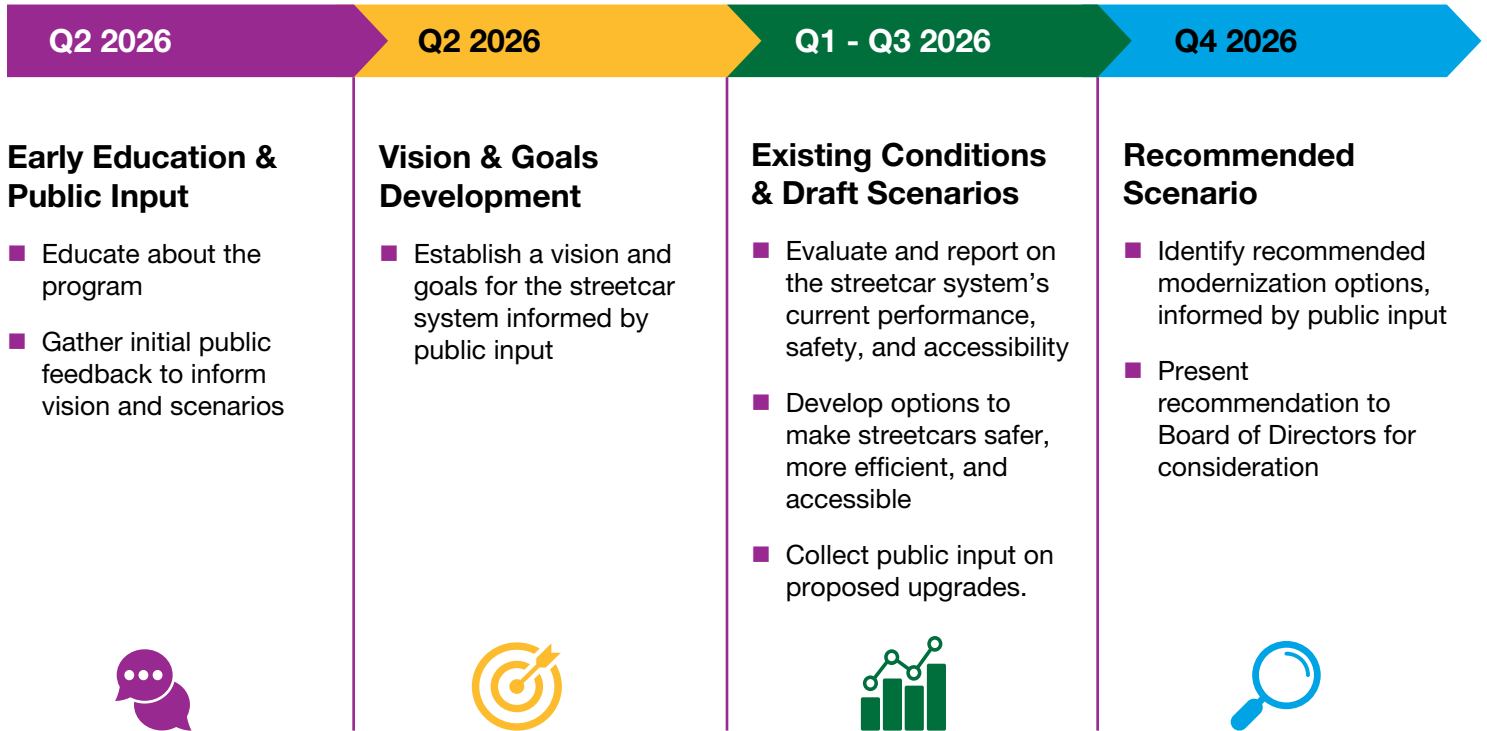 Q2 2026
Early Education &
Public Input
Educate about the
program
Gather initial public
feedback to inform
vision and scenarios
Q2 2026
Vision & Goals
Development
Establish a vision and
goals for the streetcar
system informed by
public input
Q1 - Q3 2026
Existing Conditions
& Draft Scenarios
Evaluate and report on
the streetcar system’s
current performance,
safety, and accessibility
Develop options to
make streetcars safer,
more efficient, and
accessible
Collect public input on
proposed upgrades.
Q4 2026
Recommended
Scenario
Identify recommended
modernization options,
informed by public input
Present
recommendation to
Board of Directors for
consideration